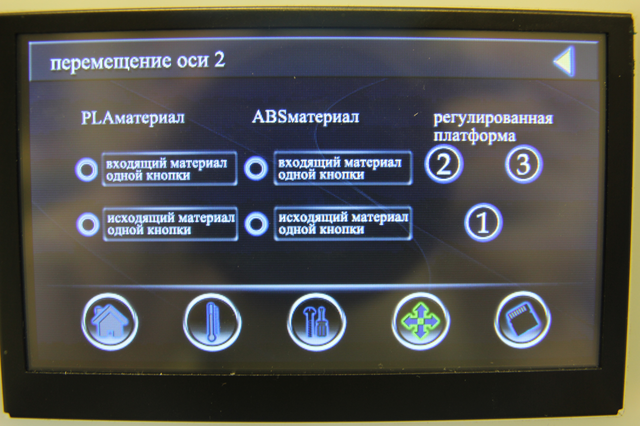 перемещение оси 2
PLAматериал
ABSматериал
регулированная
платформа
входящий материал
одной кнопки
входящий материал
одной кнопки
2
3
исходящий материал
одной кнопки
исходящий материал
одной кнопки
1